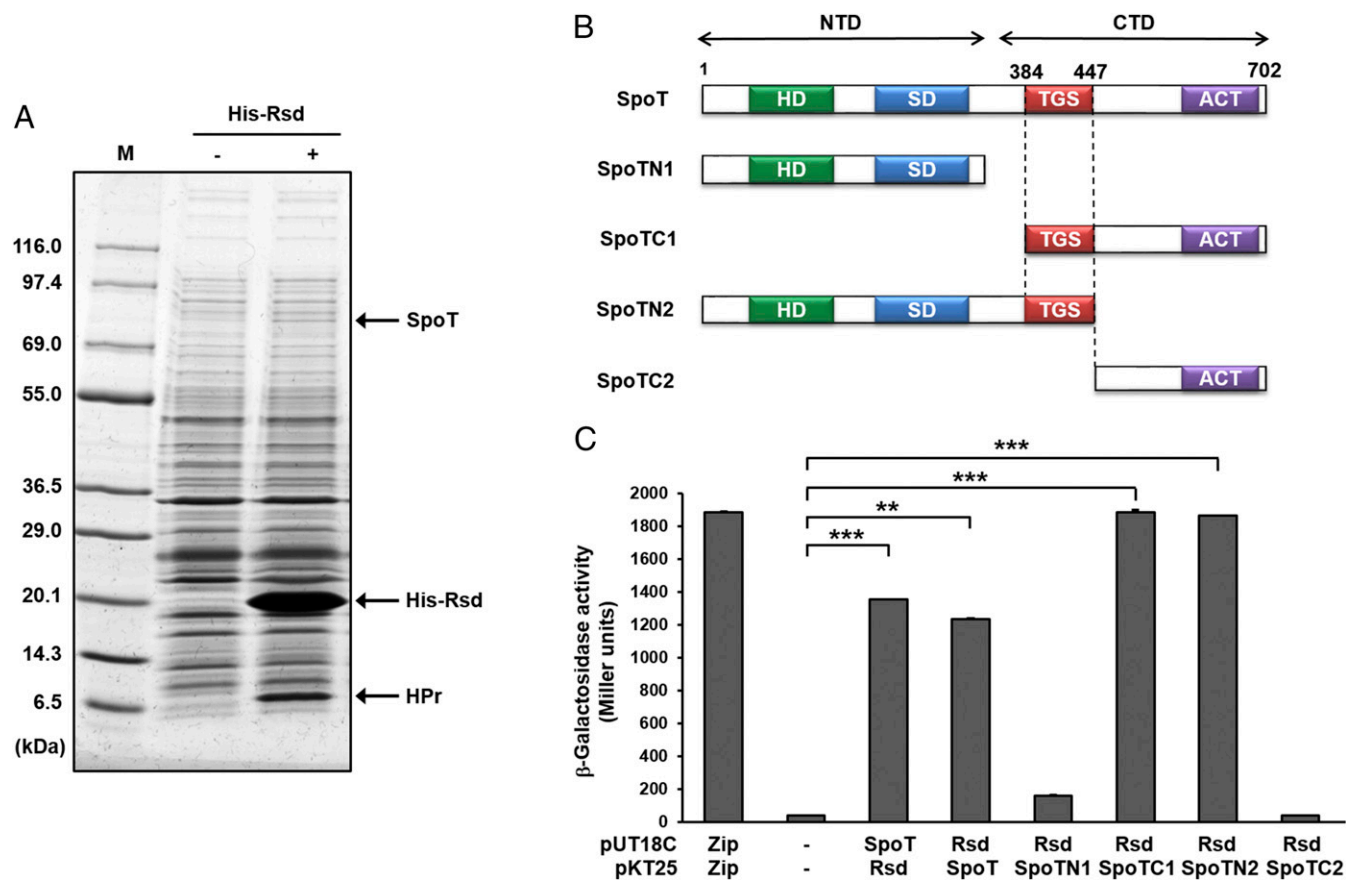 A
His-Rsd
M - +
116.0
97.4
SpoT
69.0
55.0
36.5
29.0
20.1
His-Rsd
14.3
HPr
6.5
(kDa)
B
NTD CTD
1 384 447 702
SpoT HD SD TGS ACT
SpoTN1 HD SD
SpoTC1 TGS ACT
SpoTN2 HD SD TGS
SpoTC2 ACT
C
***
***
**
***
β-Galactosidase activity
(Miller units)
2000
1800
1600
1400
1200
1000
800
600
400
200
0
pUT18C Zip - SpoT Rsd Rsd Rsd Rsd Rsd
pKT25 Zip - Rsd SpoT SpoTN1 SpoTC1 SpoTN2 SpoTC2